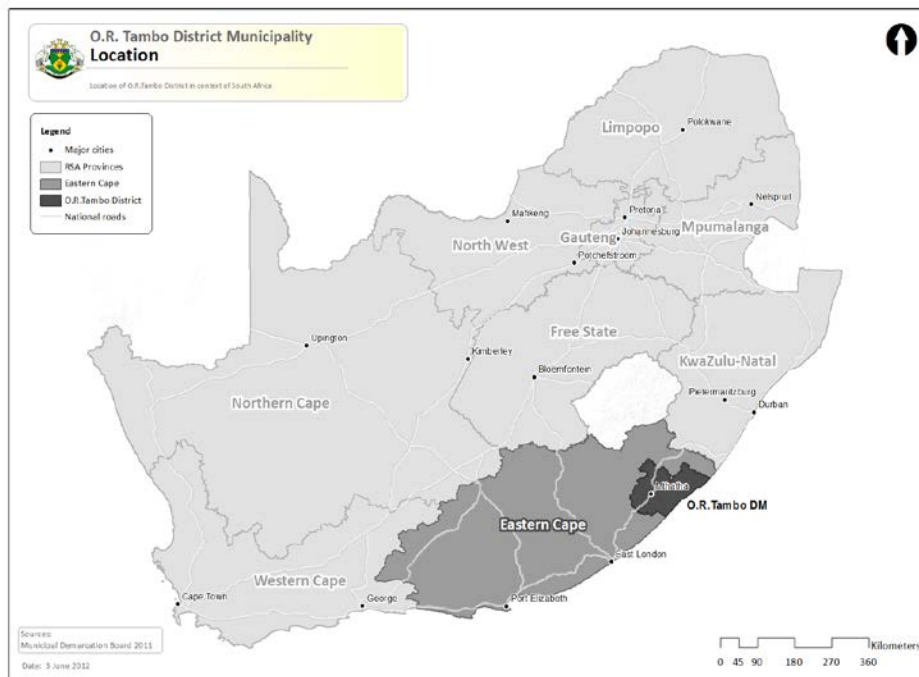 O.R. Tambo District Municipality
Location
Location of O.R.Tambo District in context of South Africa
Legend
Major cities
RSA Provinces
Eastern Cape
O.R.Tambo District
National roads
Limpopo
Polokwane
Nelspruit
Mafikeng
Pretoria
Mpumalanga
North West
Gauteng
Johannesburg
Potchefstroom
Upington
Free State
Kimberley
KwaZulu-Natal
Bloemfontein
Northern Cape
Pietermaritzburg
Durban
Mthatha
O.R.Tambo DM
Eastern Cape
East London
Western Cape
Cape Town
George
Port Elizabeth
Sources:
Municipal Demarcation Board 2011
Date: 5 June 2012
Kilometers
0 45 90 180 270 360